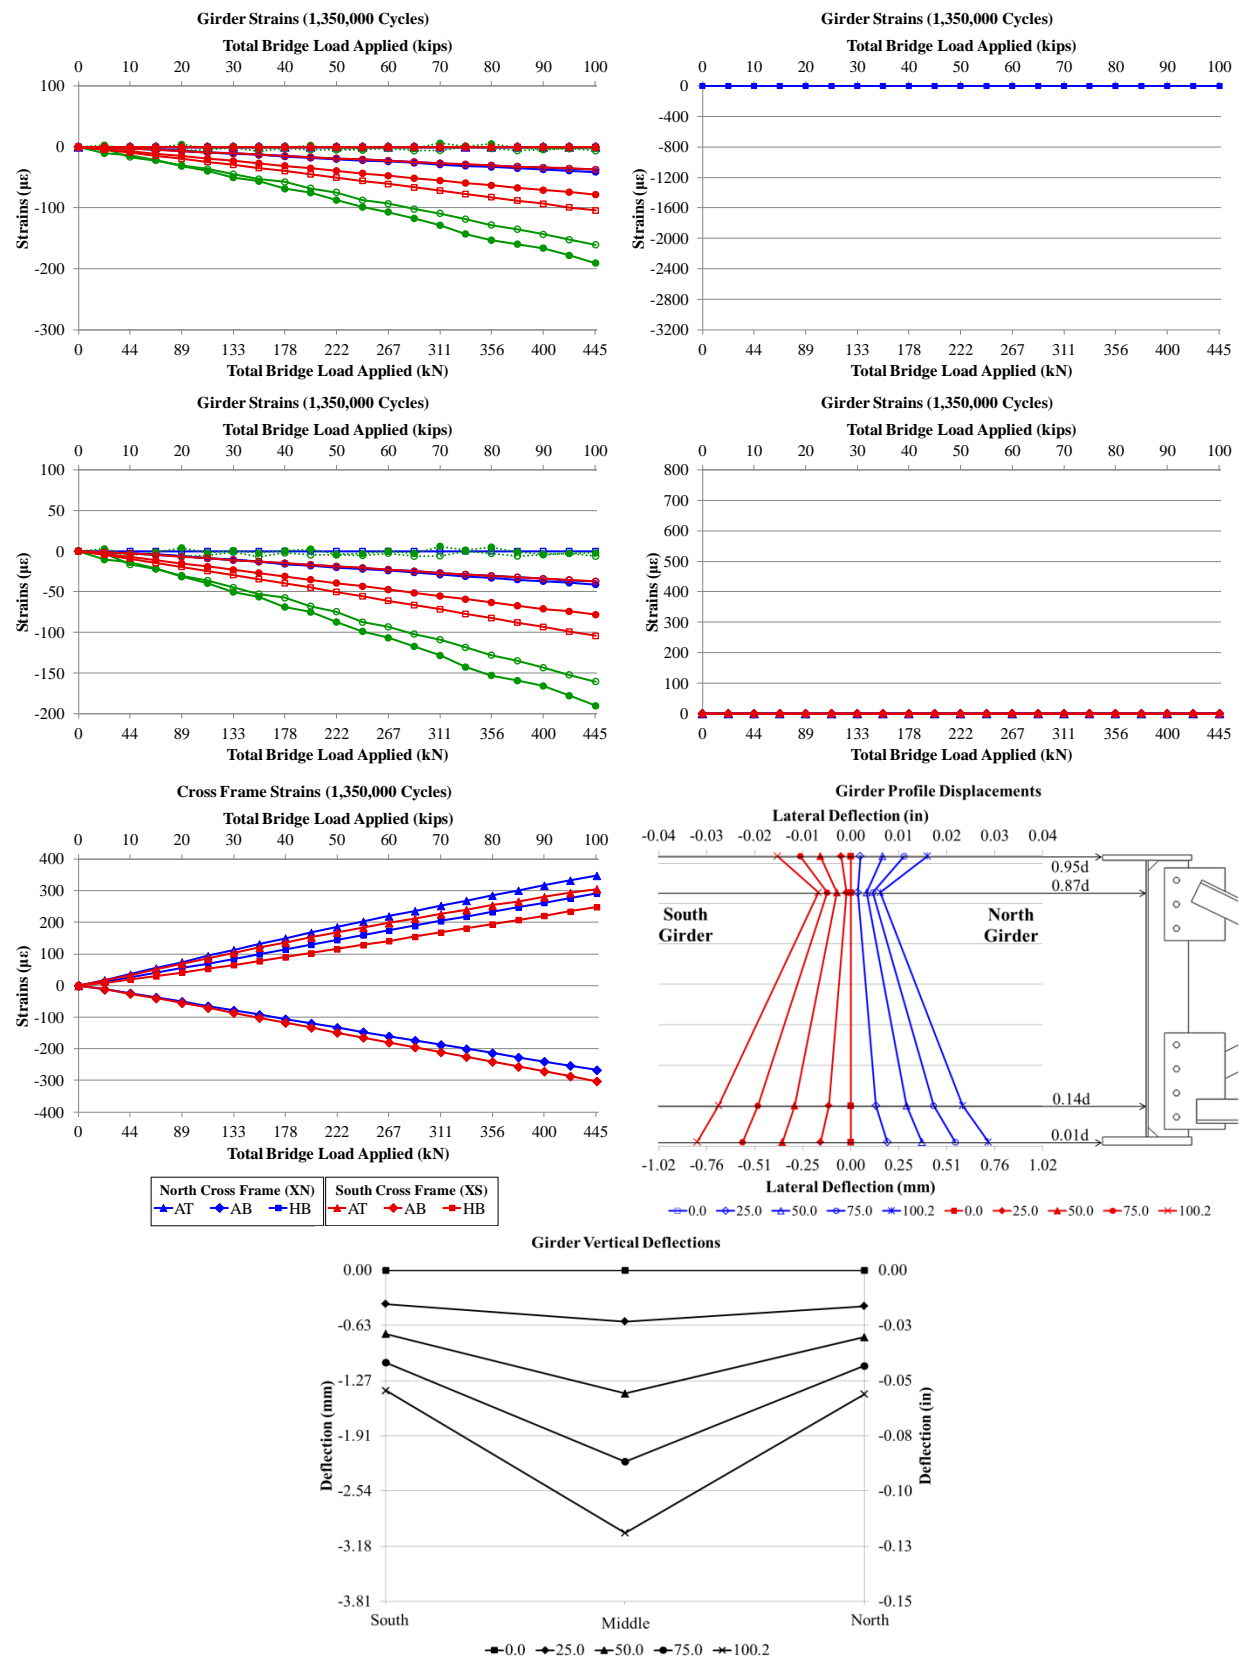 Girder Strains (1,350,000 Cycles)
Total Bridge Load Applied (kips)
0 10 20 30 40 50 60 70 80 90 100
100
0
-100
-200
-300
Strains (με)
0 44 89 133 178 222 267 311 356 400 445
Total Bridge Load Applied (kN)
Girder Strains (1,350,000 Cycles)
Total Bridge Load Applied (kips)
0 10 20 30 40 50 60 70 80 90 100
0
-400
-800
-1200
-1600
-2000
-2400
-2800
-3200
Strains (με)
0 44 89 133 178 222 267 311 356 400 445
Total Bridge Load Applied (kN)
Girder Strains (1,350,000 Cycles)
Total Bridge Load Applied (kips)
0 10 20 30 40 50 60 70 80 90 100
100
50
0
-50
-100
-150
-200
Strains (με)
0 44 89 133 178 222 267 311 356 400 445
Total Bridge Load Applied (kN)
Girder Strains (1,350,000 Cycles)
Total Bridge Load Applied (kips)
0 10 20 30 40 50 60 70 80 90 100
800
700
600
500
400
300
200
100
0
Strains (με)
0 44 89 133 178 222 267 311 356 400 445
Total Bridge Load Applied (kN)
Cross Frame Strains (1,350,000 Cycles)
Total Bridge Load Applied (kips)
0 10 20 30 40 50 60 70 80 90 100
400
300
200
100
0
-100
-200
-300
-400
Strains (με)
0 44 89 133 178 222 267 311 356 400 445
Total Bridge Load Applied (kN)
North Cross Frame (XN) South Cross Frame (XS)
AT AB HB AT AB HB
Girder Profile Displacements
Lateral Deflection (in)
-0.04 -0.03 -0.02 -0.01 0.00 0.01 0.02 0.03 0.04
0.95d
0.87d
South Girder
North Girder
0.14d
0.01d
-1.02 -0.76 -0.51 -0.25 0.00 0.25 0.51 0.76 1.02
Lateral Deflection (mm)
0.0 25.0 50.0 75.0 100.2 0.0 25.0 50.0 75.0 100.2
Girder Vertical Deflections
0.00 0.00
-0.63 -0.03
-1.27 -0.05
-1.91 -0.08
-2.54 -0.10
-3.18 -0.13
-3.81 -0.15
Deflection (mm)
Deflection (in)
South Middle North
0.0 25.0 50.0 75.0 100.2